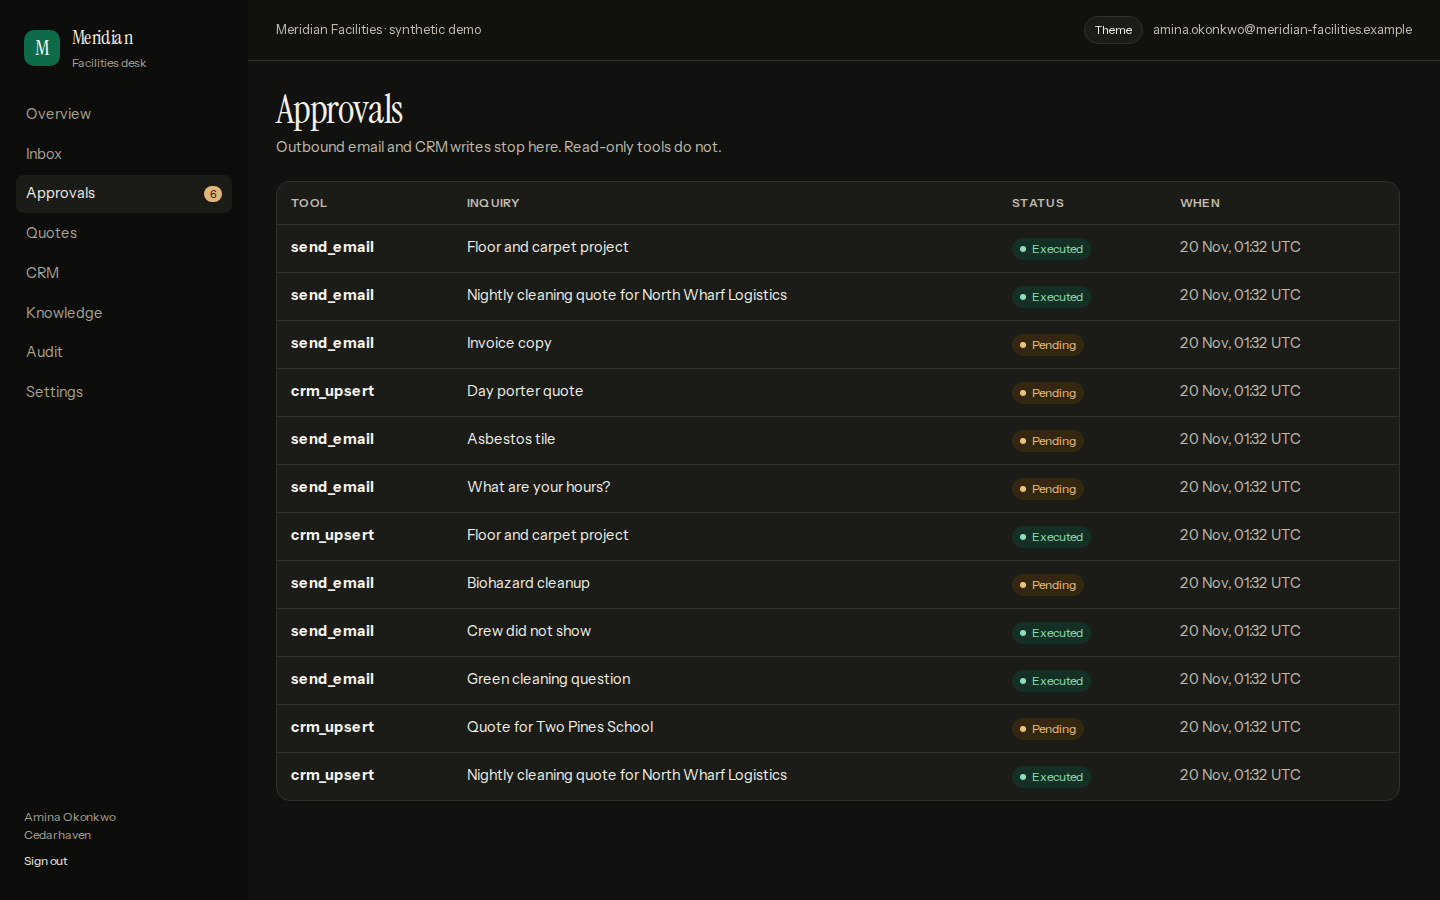 M
Meridian
Facilities desk
Overview
Inbox
Approvals 6
Quotes
CRM
Knowledge
Audit
Settings
Amina Okonkwo
Cedarhaven
Sign out
Meridian Facilities · synthetic demo
Theme
amina.okonkwo@meridian-facilities.example
Approvals
Outbound email and CRM writes stop here. Read-only tools do not.
TOOL INQUIRY STATUS WHEN
send_email Floor and carpet project Executed 20 Nov, 01:32 UTC
send_email Nightly cleaning quote for North Wharf Logistics Executed 20 Nov, 01:32 UTC
send_email Invoice copy Pending 20 Nov, 01:32 UTC
crm_upsert Day porter quote Pending 20 Nov, 01:32 UTC
send_email Asbestos tile Pending 20 Nov, 01:32 UTC
send_email What are your hours? Pending 20 Nov, 01:32 UTC
crm_upsert Floor and carpet project Executed 20 Nov, 01:32 UTC
send_email Biohazard cleanup Pending 20 Nov, 01:32 UTC
send_email Crew did not show Executed 20 Nov, 01:32 UTC
send_email Green cleaning question Executed 20 Nov, 01:32 UTC
crm_upsert Quote for Two Pines School Pending 20 Nov, 01:32 UTC
crm_upsert Nightly cleaning quote for North Wharf Logistics Executed 20 Nov, 01:32 UTC